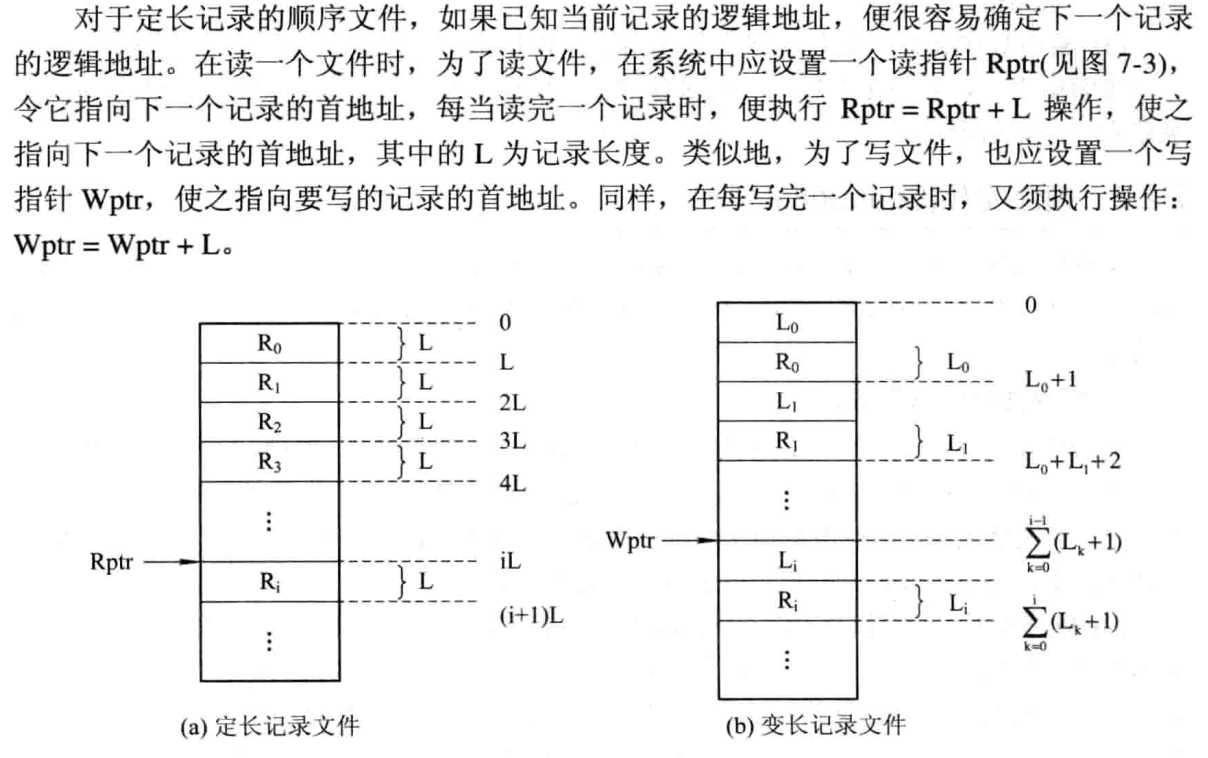 对于定长记录的顺序文件，如果已知当前记录的逻辑地址，便很容易确定下一个记录
的逻辑地址。在读一个文件时，为了读文件，在系统中应设置一个读指针 Rptr(见图 7-3)，
令它指向下一个记录的首地址，每当读完一个记录时，便执行 Rptr = Rptr + L 操作，使之
指向下一个记录的首地址，其中的 L 为记录长度。类似地，为了写文件，也应设置一个写
指针 Wptr，使之指向要写的记录的首地址。同样，在每写完一个记录时，又须执行操作：
Wptr = Wptr + L。
0
R₀ } L
L
R₁ } L
2L
R₂ } L
3L
R₃ } L
4L
⋮
Rptr iL
Rᵢ } L
(i+1)L
⋮
(a) 定长记录文件
0
L₀
R₀ } L₀
L₀+1
L₁
R₁ } L₁
L₀+L₁+2
⋮
Wptr ∑_{k=0}^{i-1}(Lₖ+1)
Lᵢ
Rᵢ } Lᵢ
∑_{k=0}^{i}(Lₖ+1)
⋮
(b) 变长记录文件